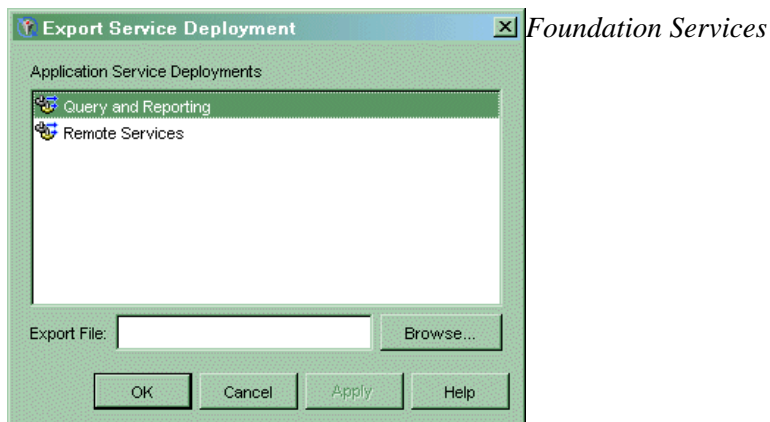 Export Service Deployment
Foundation Services
Application Service Deployments
Query and Reporting
Remote Services
Export File:
Browse...
OK
Cancel
Apply
Help